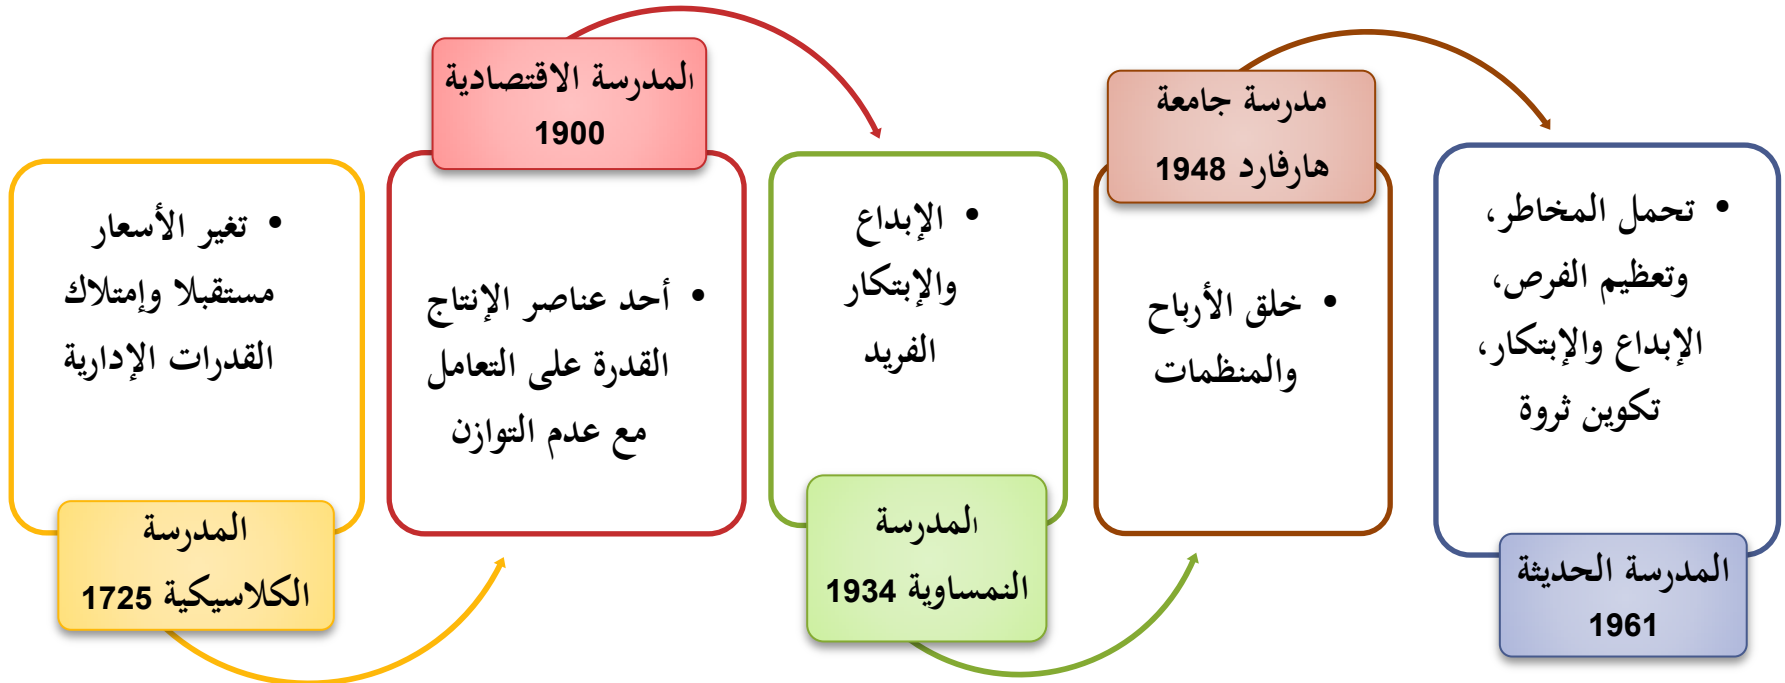 • تغير الأسعار
مستقبلا وإمتلاك
القدرات الإدارية
المدرسة
الكلاسيكية 1725
المدرسة الاقتصادية
1900
• أحد عناصر الإنتاج
القدرة على التعامل
مع عدم التوازن
• الإبداع
والإبتكار
الفريد
المدرسة
النمساوية 1934
مدرسة جامعة
هارفارد 1948
• خلق الأرباح
والمنظمات
• تحمل المخاطر،
وتعظيم الفرص،
الإبداع والإبتكار،
تكوين ثروة
المدرسة الحديثة
1961